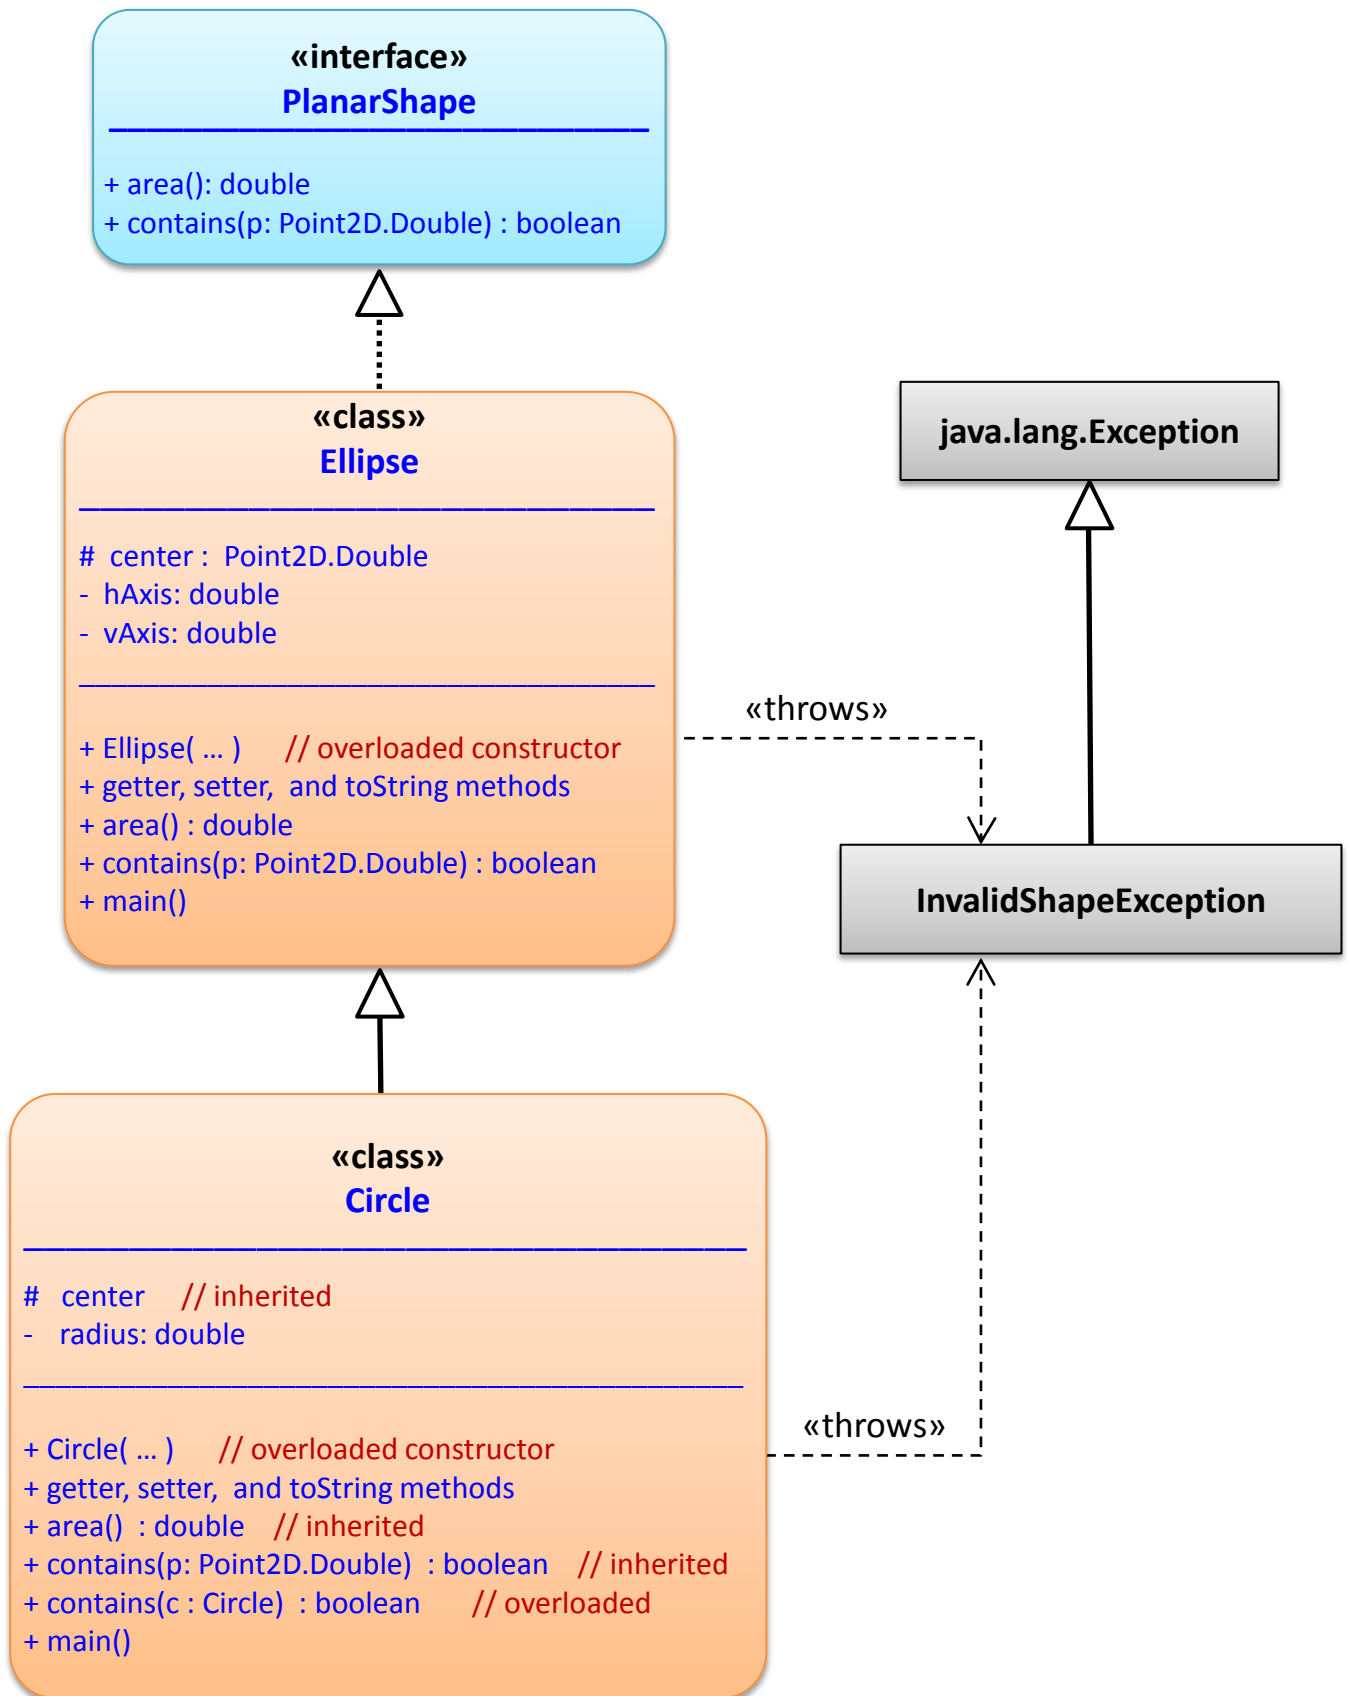 «interface»
PlanarShape
+ area(): double
+ contains(p: Point2D.Double) : boolean
«class»
Ellipse
# center : Point2D.Double
- hAxis: double
- vAxis: double
+ Ellipse( ... ) // overloaded constructor
+ getter, setter, and toString methods
+ area() : double
+ contains(p: Point2D.Double) : boolean
+ main()
java.lang.Exception
«throws»
InvalidShapeException
«class»
Circle
# center // inherited
- radius: double
+ Circle( ... ) // overloaded constructor
+ getter, setter, and toString methods
+ area() : double // inherited
+ contains(p: Point2D.Double) : boolean // inherited
+ contains(c : Circle) : boolean // overloaded
+ main()
«throws»